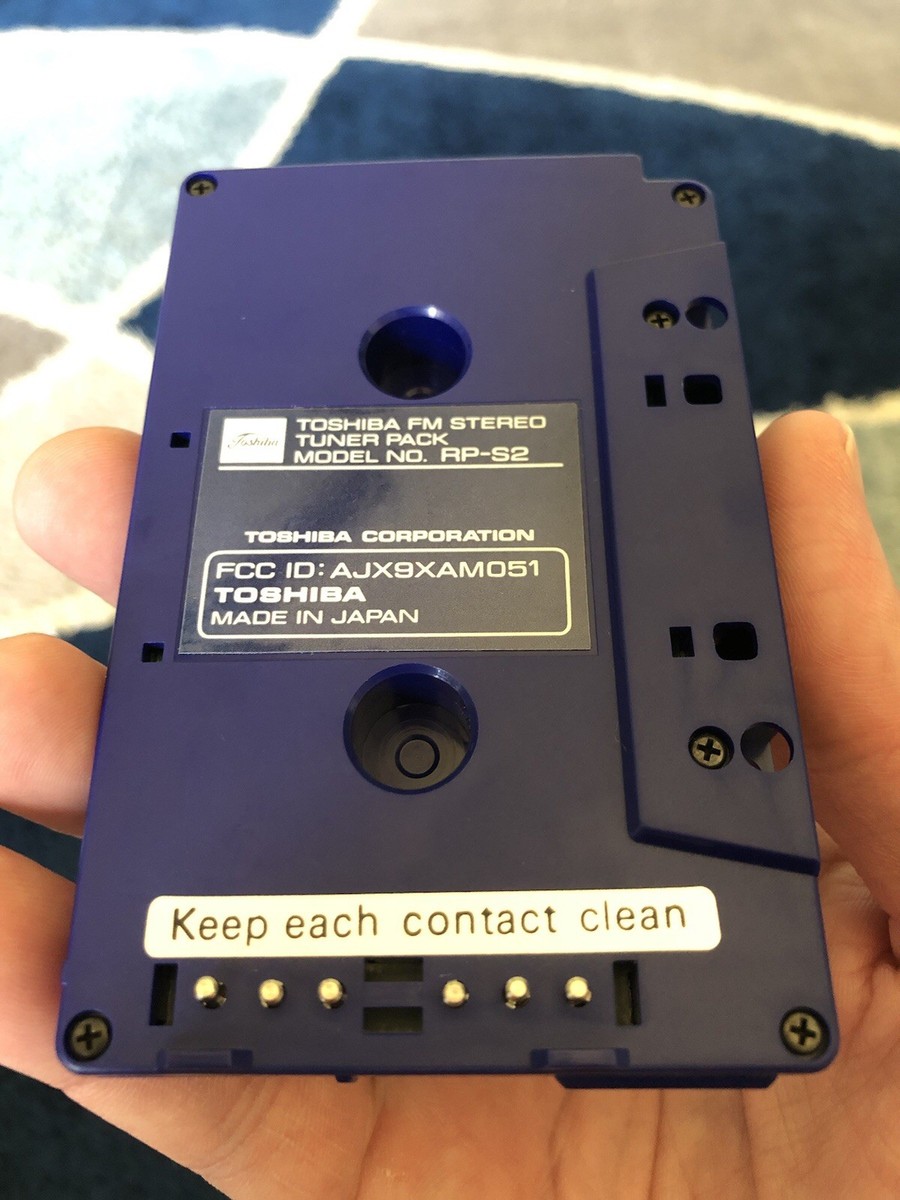 Toshiba
TOSHIBA FM STEREO
TUNER PACK
MODEL NO. RP-S2
TOSHIBA CORPORATION
FCC ID: AJX9XAM051
TOSHIBA
MADE IN JAPAN
Keep each contact clean